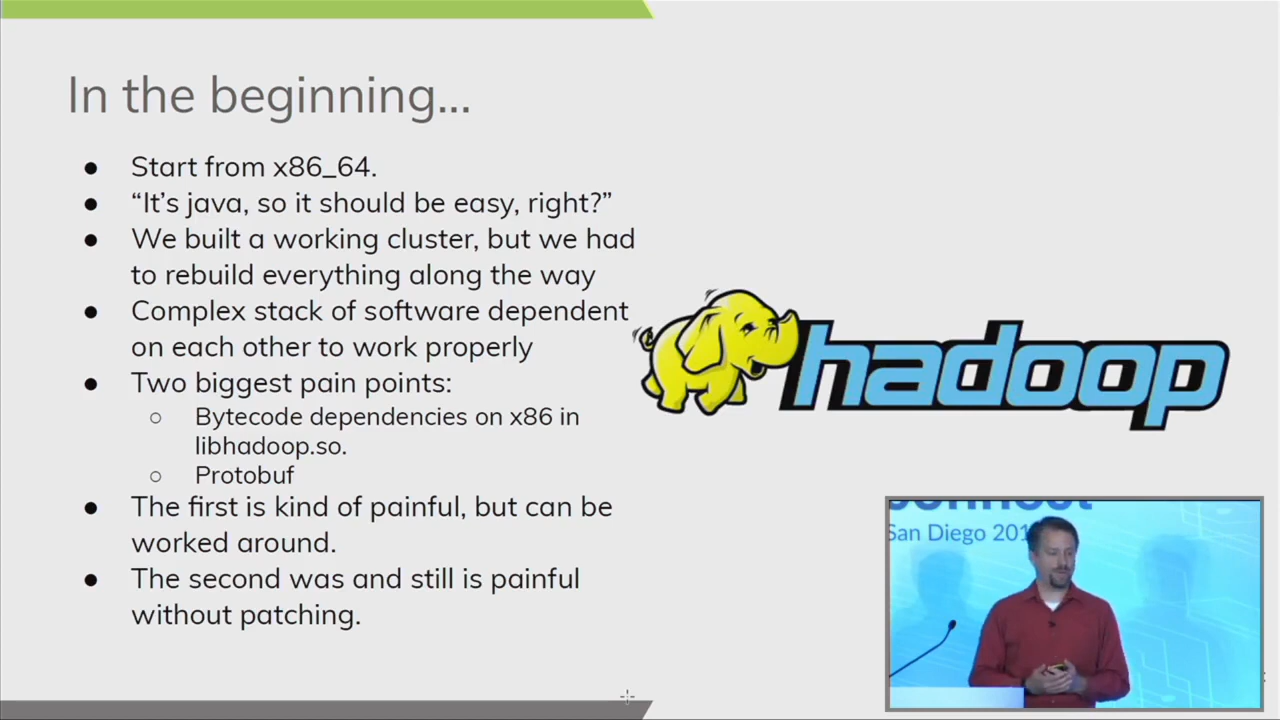 In the beginning...
● Start from x86_64.
● “It’s java, so it should be easy, right?”
● We built a working cluster, but we had
to rebuild everything along the way
● Complex stack of software dependent
on each other to work properly
● Two biggest pain points:
○ Bytecode dependencies on x86 in
libhadoop.so.
○ Protobuf
● The first is kind of painful, but can be
worked around.
● The second was and still is painful
without patching.
hadoop
connect
San Diego 201